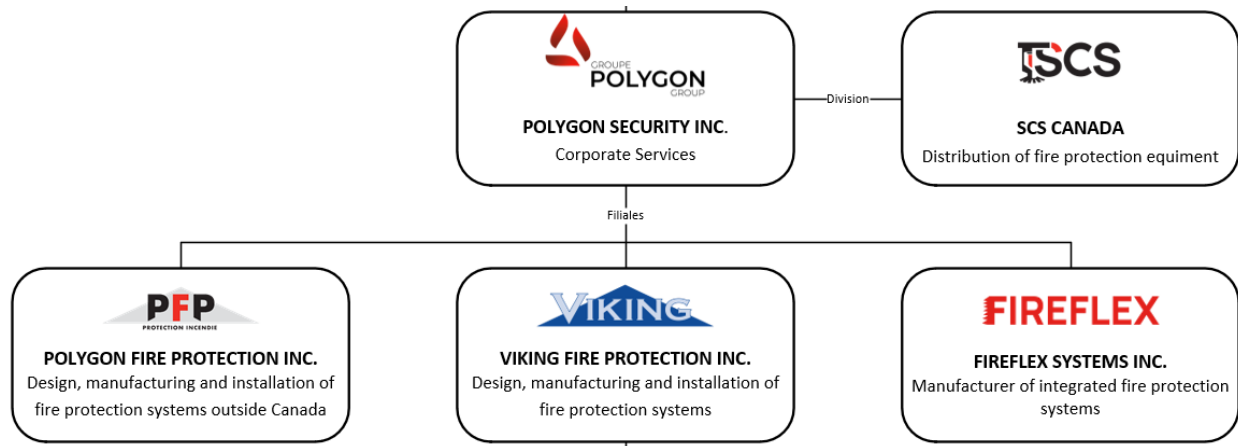 GROUPE
POLYGON
GROUP
POLYGON SECURITY INC.
Corporate Services
Division
SCS
SCS CANADA
Distribution of fire protection equiment
Filiales
PFP
PROTECTION INCENDIE
POLYGON FIRE PROTECTION INC.
Design, manufacturing and installation of
fire protection systems outside Canada
VIKING
VIKING FIRE PROTECTION INC.
Design, manufacturing and installation of
fire protection systems
FIREFLEX
FIREFLEX SYSTEMS INC.
Manufacturer of integrated fire protection
systems